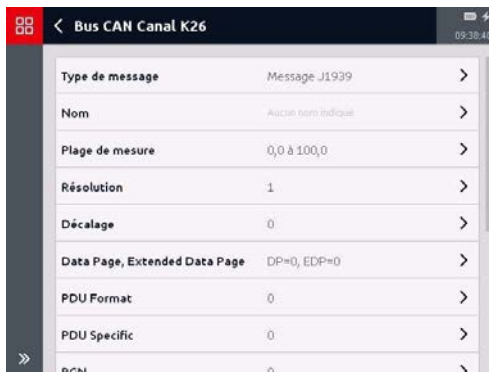 Bus CAN Canal K26
09:38:40
Type de message Message J1939
Nom Aucun nom indiqué
Plage de mesure 0,0 à 100,0
Résolution 1
Décalage 0
Data Page, Extended Data Page DP=0, EDP=0
PDU Format 0
PDU Specific 0
PGN 0